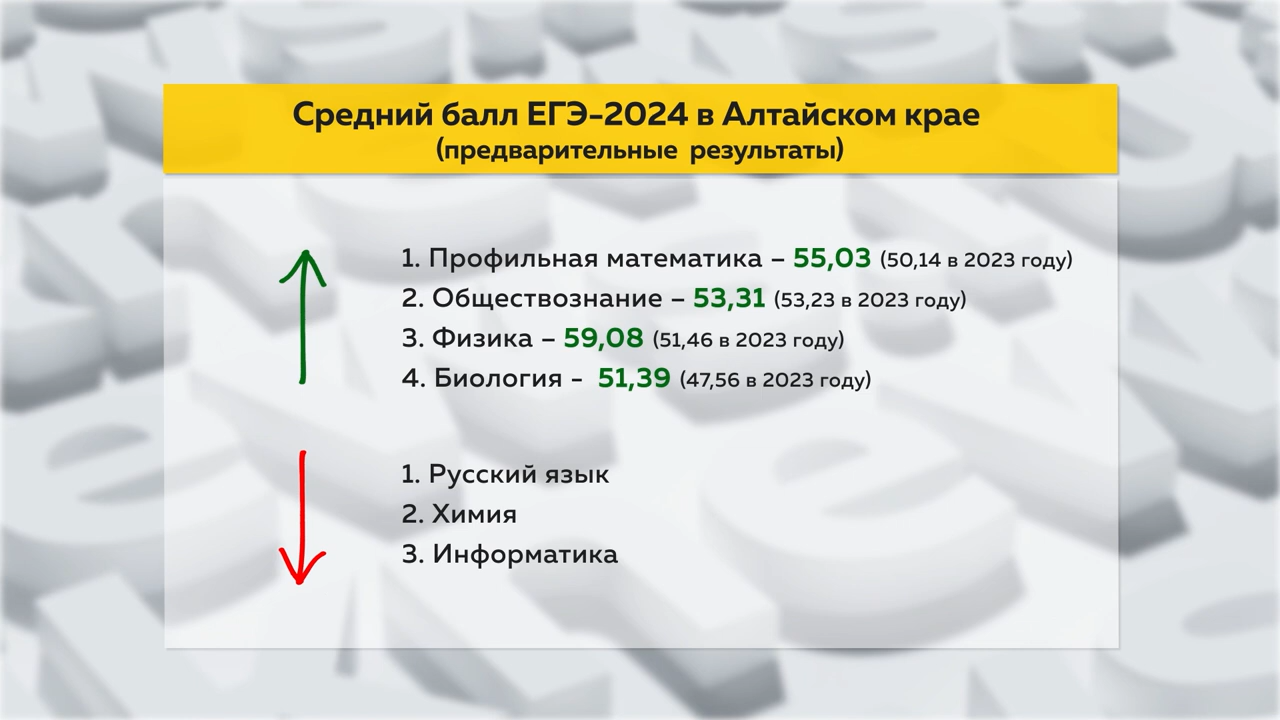 Средний балл ЕГЭ-2024 в Алтайском крае
(предварительные результаты)
1. Профильная математика – 55,03 (50,14 в 2023 году)
2. Обществознание – 53,31 (53,23 в 2023 году)
3. Физика – 59,08 (51,46 в 2023 году)
4. Биология - 51,39 (47,56 в 2023 году)
1. Русский язык
2. Химия
3. Информатика